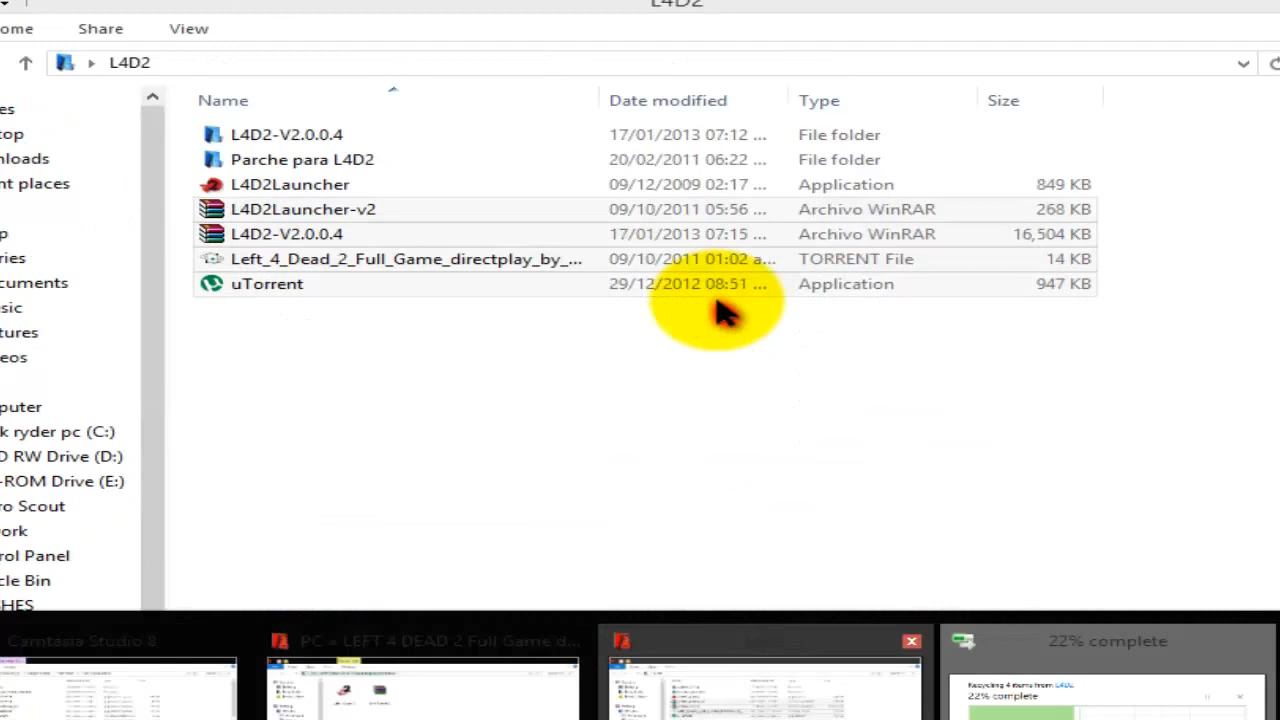 L4D2
ome Share View
L4D2
Name Date modified Type Size
es
top
nloads
nt places
p
ries
cuments
sic
tures
eos
puter
k ryder pc (C:)
D RW Drive (D:)
-ROM Drive (E:)
ro Scout
ork
rol Panel
cle Bin
SHES
L4D2-V2.0.0.4 17/01/2013 07:12 ... File folder
Parche para L4D2 20/02/2011 06:22 ... File folder
L4D2Launcher 09/12/2009 02:17 ... Application 849 KB
L4D2Launcher-v2 09/10/2011 05:56 ... Archivo WinRAR 268 KB
L4D2-V2.0.0.4 17/01/2013 07:15 ... Archivo WinRAR 16,504 KB
Left_4_Dead_2_Full_Game_directplay_by_... 09/10/2011 01:02 a... TORRENT File 14 KB
uTorrent 29/12/2012 08:51 ... Application 947 KB
Camtasia Studio 8
PC = LEFT 4 DEAD 2 Full Game d...
22% complete
Recycling 4 items from L4D2
22% complete